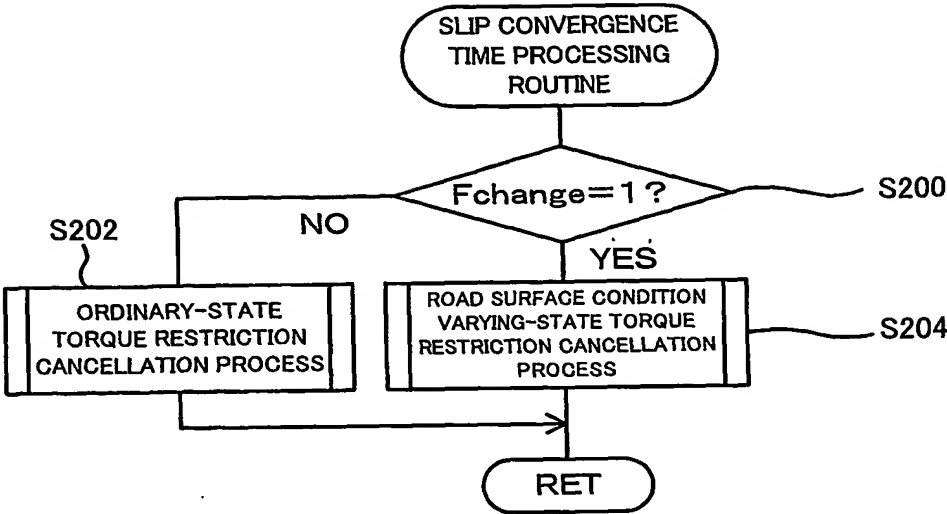 SLIP CONVERGENCE
TIME PROCESSING
ROUTINE
Fchange=1?
S200
NO
YES
S202
ORDINARY-STATE
TORQUE RESTRICTION
CANCELLATION PROCESS
ROAD SURFACE CONDITION
VARYING-STATE TORQUE
RESTRICTION CANCELLATION
PROCESS
S204
RET